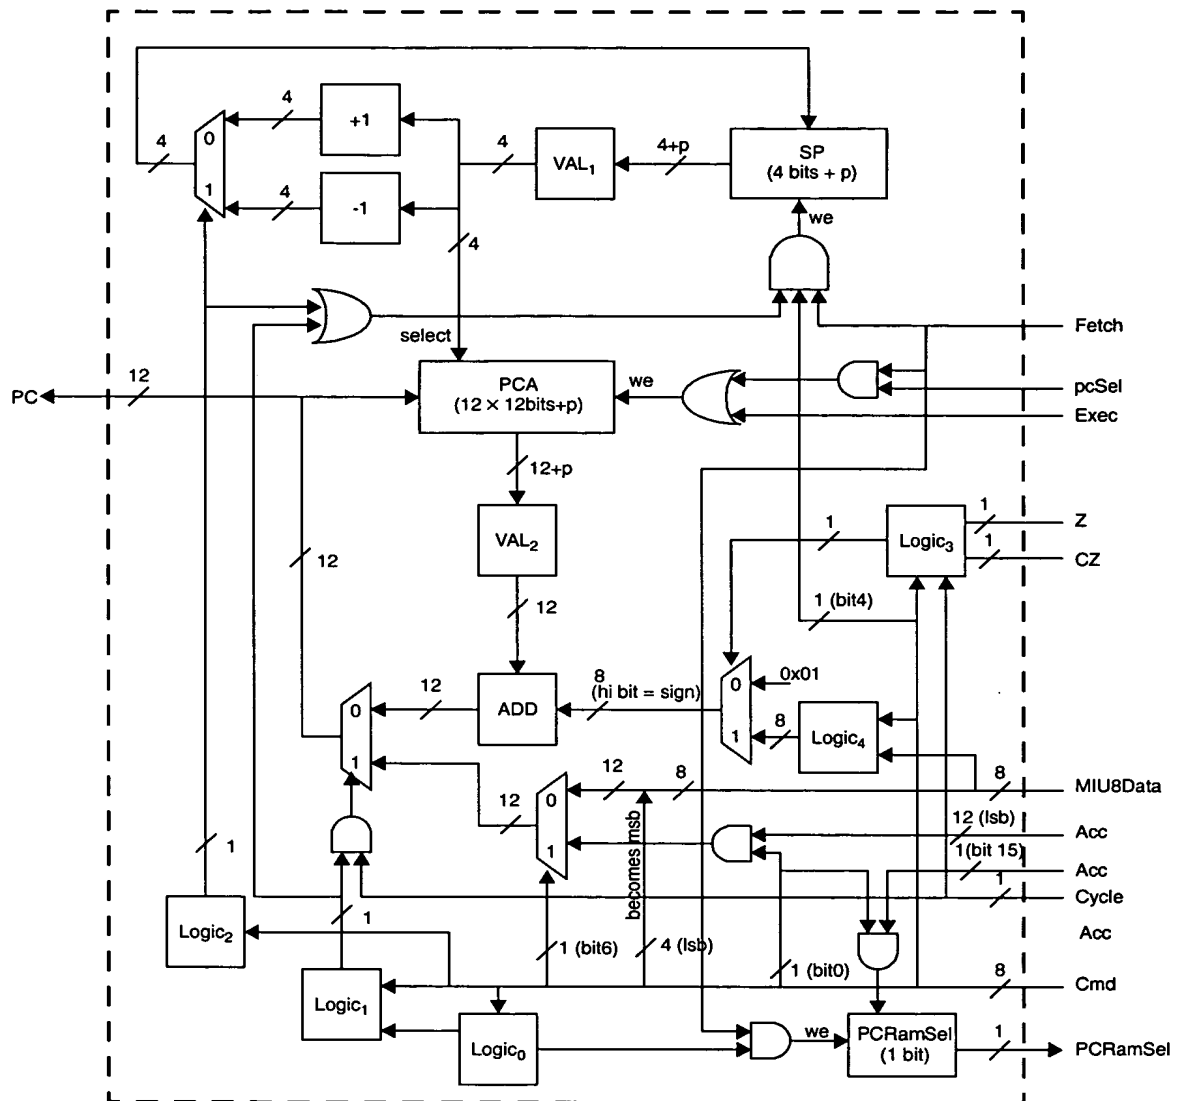 4
+1
0
4
4
VAL₁
4+p
SP
(4 bits + p)
1
4
-1
we
4
Fetch
select
pcSel
we
12
PC
PCA
(12 × 12bits+p)
Exec
12+p
1
Z
1
Logic₃
VAL₂
1
CZ
12
12
1 (bit4)
0x01
0
8
(hi bit = sign)
12
ADD
0
1
8
Logic₄
1
12
8
8
MIU8Data
12
0
12 (lsb)
Acc
1
1(bit 15)
Acc
becomes msb
1
1
Cycle
Logic₂
1
Acc
1 (bit6)
4 (lsb)
1 (bit0)
8
Cmd
Logic₁
we
PCRamSel
(1 bit)
1
PCRamSel
Logic₀